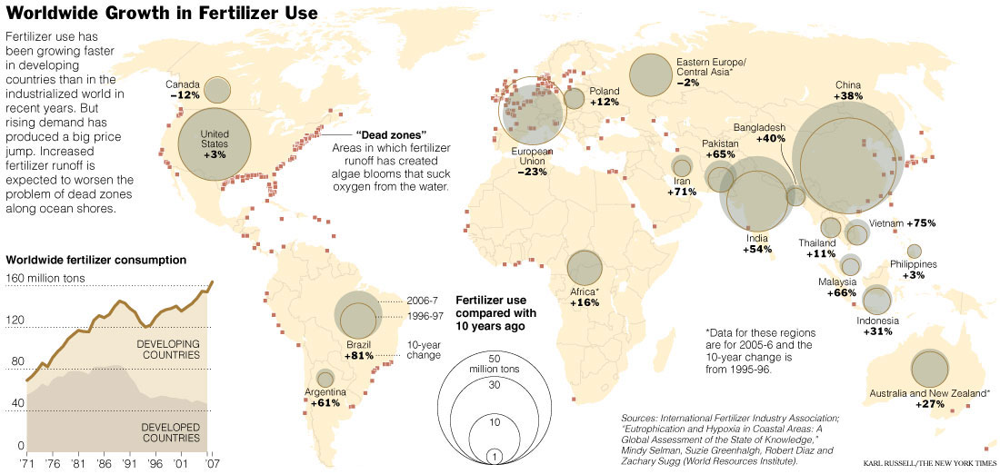 Worldwide Growth in Fertilizer Use
Fertilizer use has
been growing faster
in developing
countries than in the
industrialized world in
recent years. But
rising demand has
produced a big price
jump. Increased
fertilizer runoff is
expected to worsen the
problem of dead zones
along ocean shores.
Canada
–12%
United
States
+3%
“Dead zones”
Areas in which fertilizer
runoff has created
algae blooms that suck
oxygen from the water.
European
Union
–23%
Poland
+12%
Eastern Europe/
Central Asia*
–2%
China
+38%
Bangladesh
+40%
Pakistan
+65%
Iran
+71%
India
+54%
Thailand
+11%
Vietnam +75%
Philippines
+3%
Malaysia
+66%
Indonesia
+31%
Africa*
+16%
Brazil
+81%
2006-7
1996-97
10-year
change
Argentina
+61%
Australia and New Zealand*
+27%
Fertilizer use
compared with
10 years ago
50
million tons
30
10
1
Worldwide fertilizer consumption
160 million tons
120
80
40
0
DEVELOPING
COUNTRIES
DEVELOPED
COUNTRIES
’71 ’76 ’81 ’86 ’91 ’96 ’01 ’07
*Data for these regions
are for 2005-6 and the
10-year change is
from 1995-96.
Sources: International Fertilizer Industry Association;
“Eutrophication and Hypoxia in Coastal Areas: A
Global Assessment of the State of Knowledge,”
Mindy Selman, Suzie Greenhalgh, Robert Diaz and
Zachary Sugg (World Resources Institute).
KARL RUSSELL/THE NEW YORK TIMES